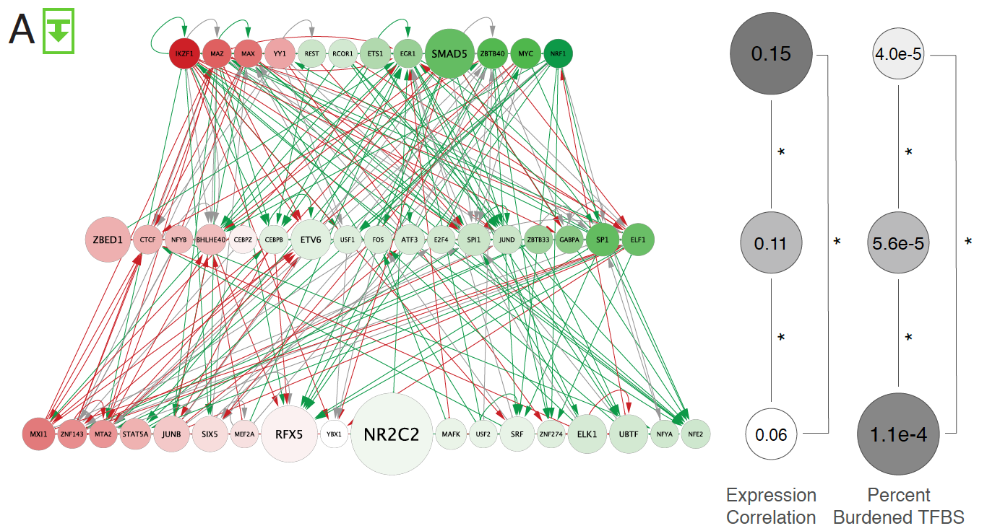 A
IKZF1 MAZ MAX YY1 REST RCOR1 ETS1 EGR1 SMAD5 ZBTB40 MYC NRF1
0.15 4.0e-5
* *
ZBED1 CTCF NFYB BHLHE40 CEBPZ CEBPB ETV6 USF1 FOS ATF3 E2F4 SPI1 JUND ZBTB33 GABPA SP1 ELF1
0.11 * 5.6e-5 *
* *
MXI1 ZNF143 MTA2 STAT5A JUNB SIX5 MEF2A RFX5 YBX1 NR2C2 MAFK USF2 SRF ZNF274 ELK1 UBTF NFYA NFE2
0.06 1.1e-4
Expression Percent
Correlation Burdened TFBS